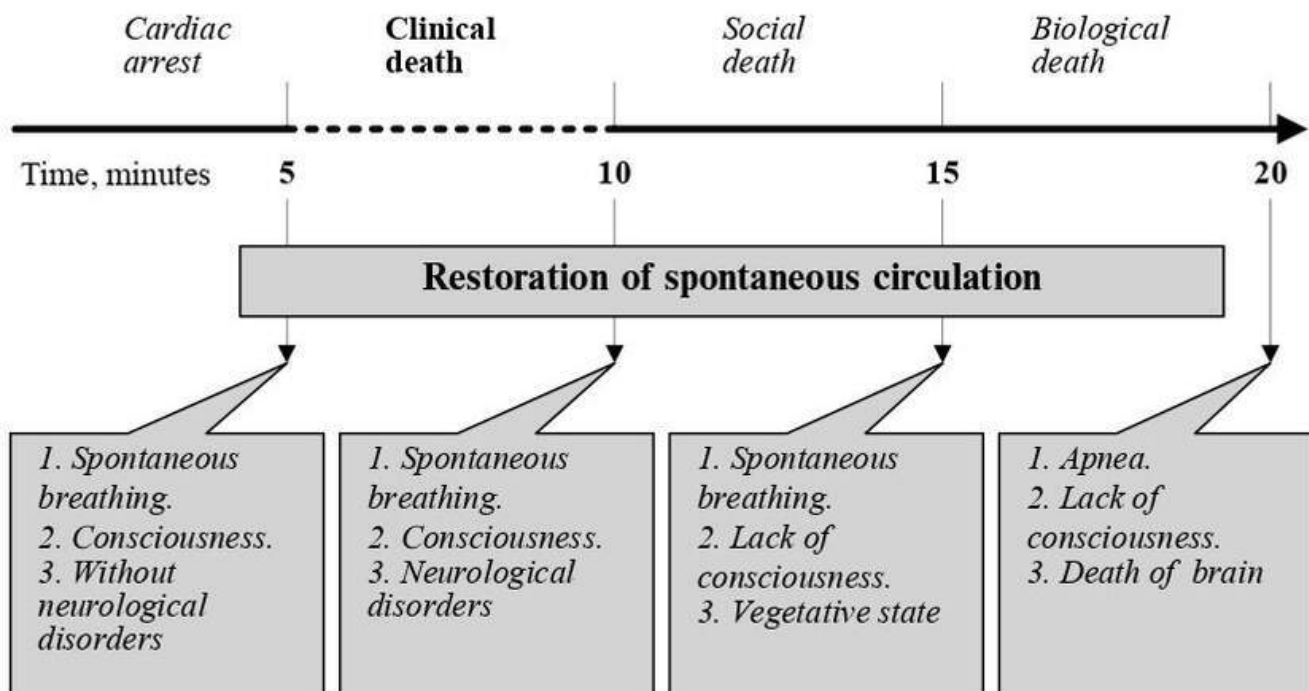 Cardiac
arrest
Clinical
death
Social
death
Biological
death
Time, minutes 5 10 15 20
Restoration of spontaneous circulation
1. Spontaneous
breathing.
2. Consciousness.
3. Without
neurological
disorders
1. Spontaneous
breathing.
2. Consciousness.
3. Neurological
disorders
1. Spontaneous
breathing.
2. Lack of
consciousness.
3. Vegetative state
1. Apnea.
2. Lack of
consciousness.
3. Death of brain